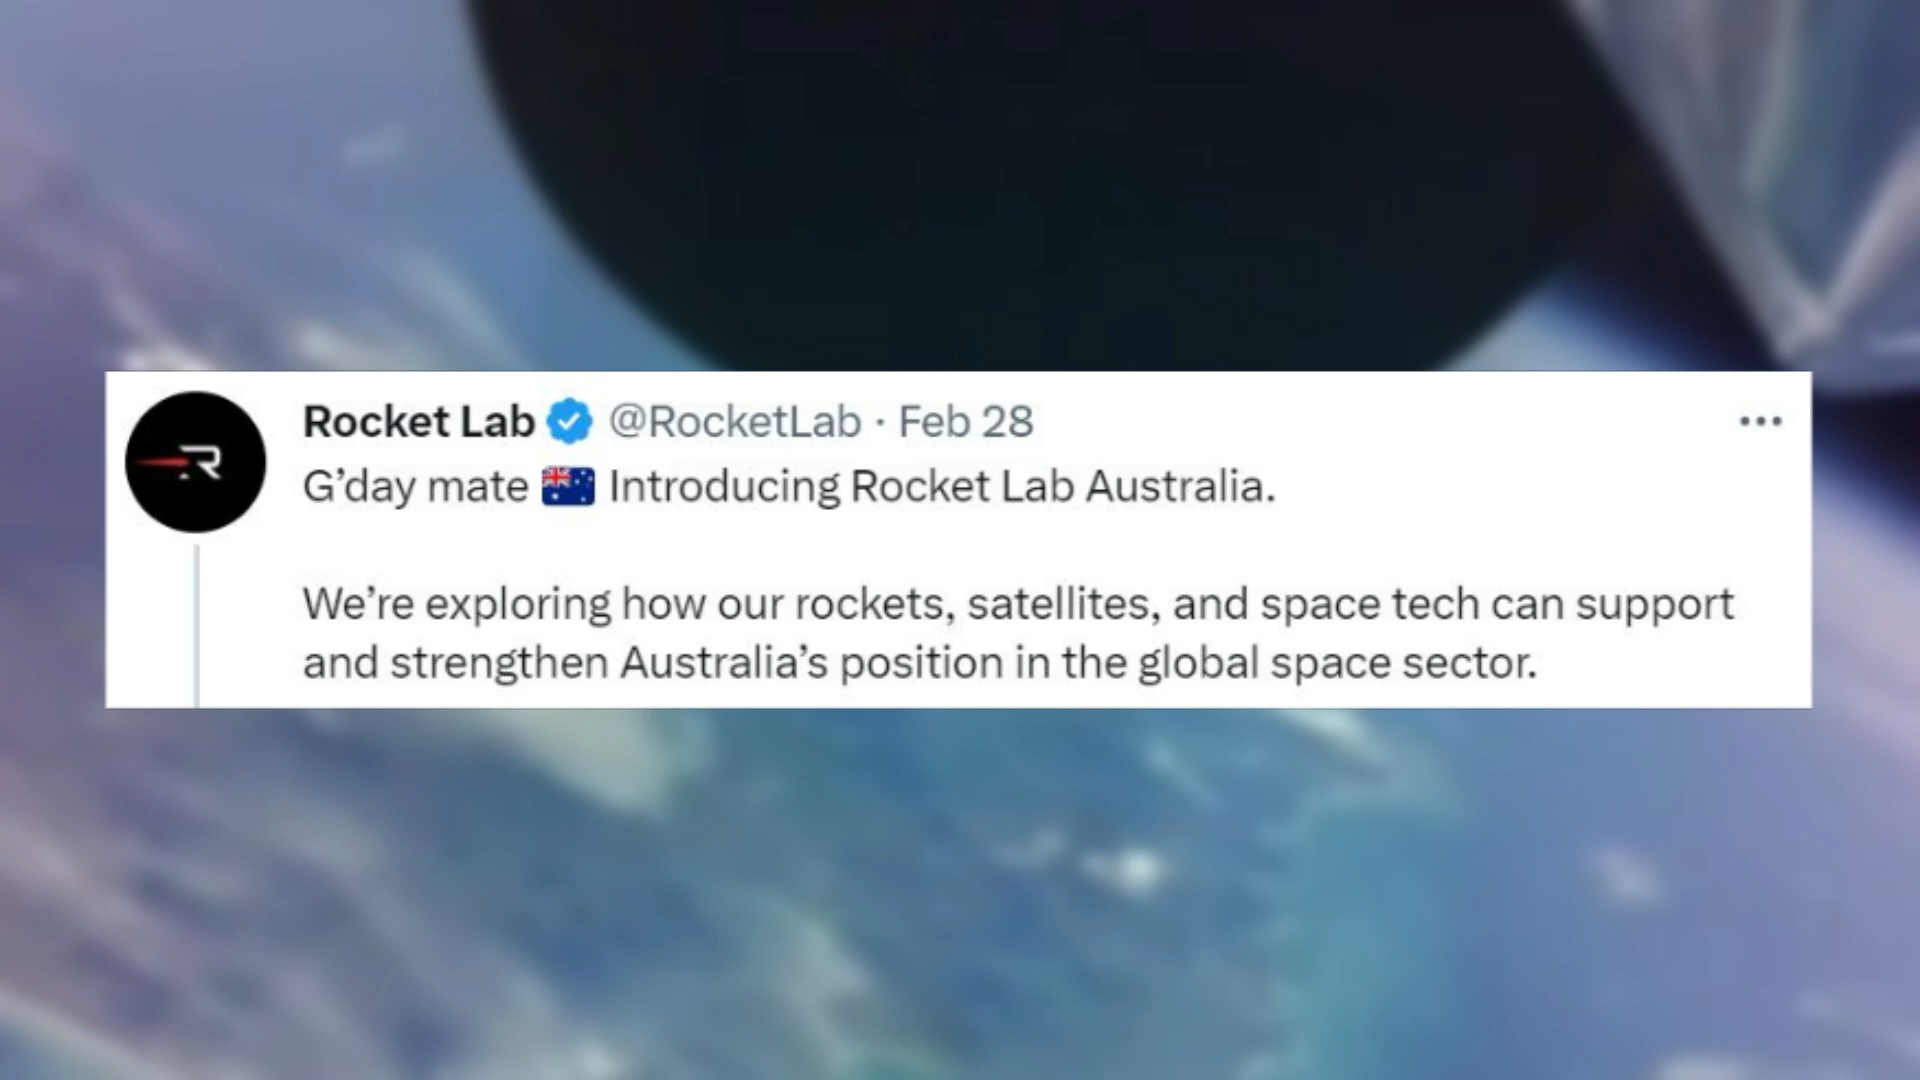 Rocket Lab @RocketLab · Feb 28
G’day mate 🇦🇺 Introducing Rocket Lab Australia.
We’re exploring how our rockets, satellites, and space tech can support
and strengthen Australia’s position in the global space sector.